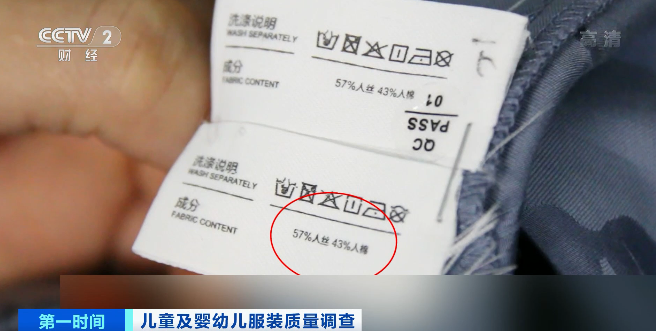 CCTV 2
财经
高清
洗涤说明
WASH SEPARATELY
成分
FABRIC CONTENT
57%人丝 43%人棉
01
PASS
QC
洗涤说明
WASH SEPARATELY
成分
FABRIC CONTENT
57%人丝 43%人棉
第一时间
儿童及婴幼儿服装质量调查